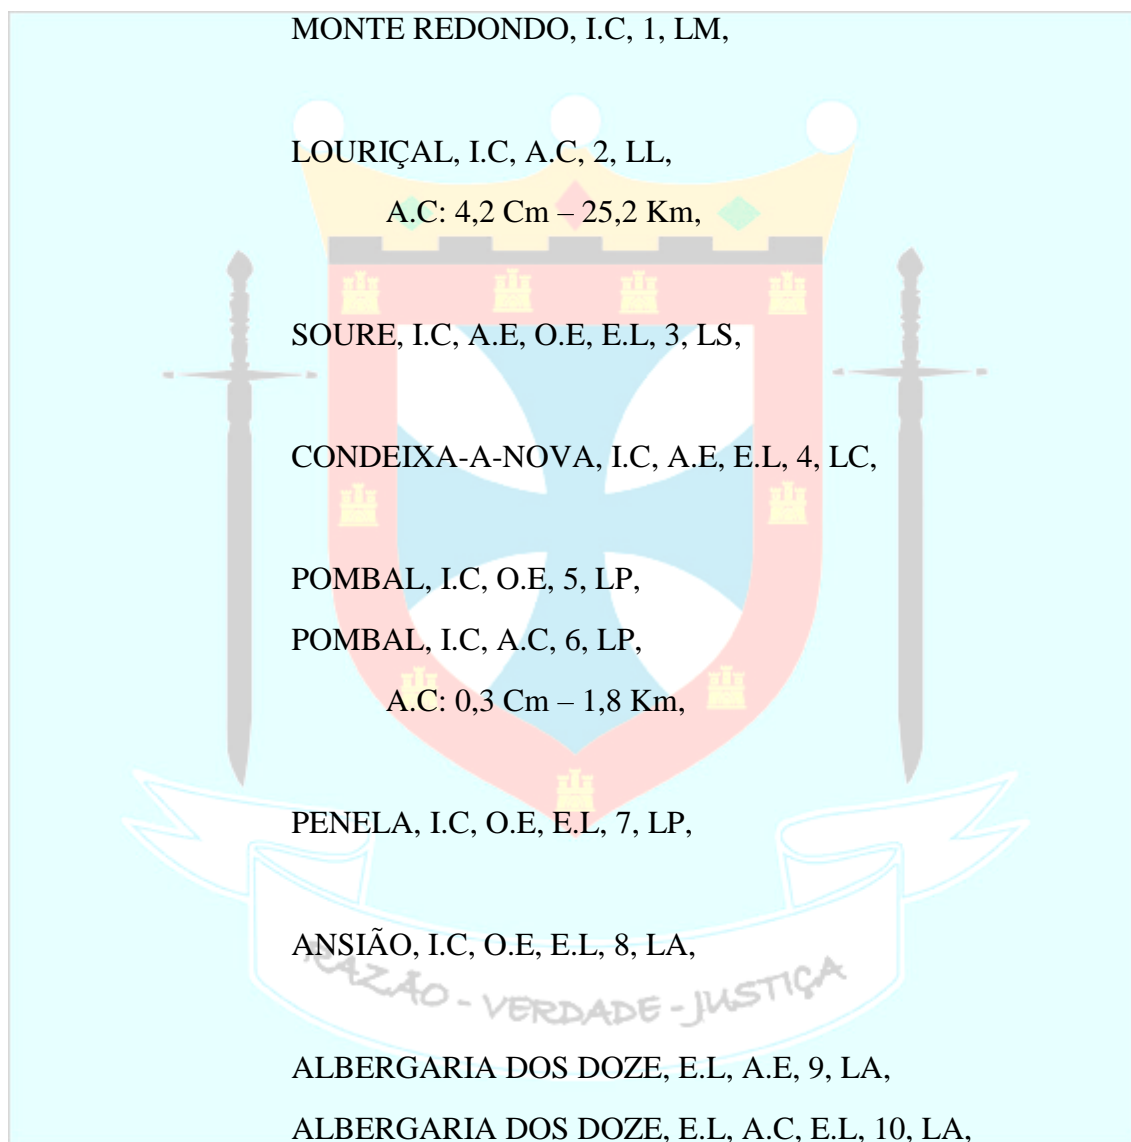 MONTE REDONDO, I.C, 1, LM,
LOURIÇAL, I.C, A.C, 2, LL,
A.C: 4,2 Cm – 25,2 Km,
SOURE, I.C, A.E, O.E, E.L, 3, LS,
CONDEIXA-A-NOVA, I.C, A.E, E.L, 4, LC,
POMBAL, I.C, O.E, 5, LP,
POMBAL, I.C, A.C, 6, LP,
A.C: 0,3 Cm – 1,8 Km,
PENELA, I.C, O.E, E.L, 7, LP,
ANSIÃO, I.C, O.E, E.L, 8, LA,
RAZÃO - VERDADE - JUSTIÇA
ALBERGARIA DOS DOZE, E.L, A.E, 9, LA,
ALBERGARIA DOS DOZE, E.L, A.C, E.L, 10, LA,